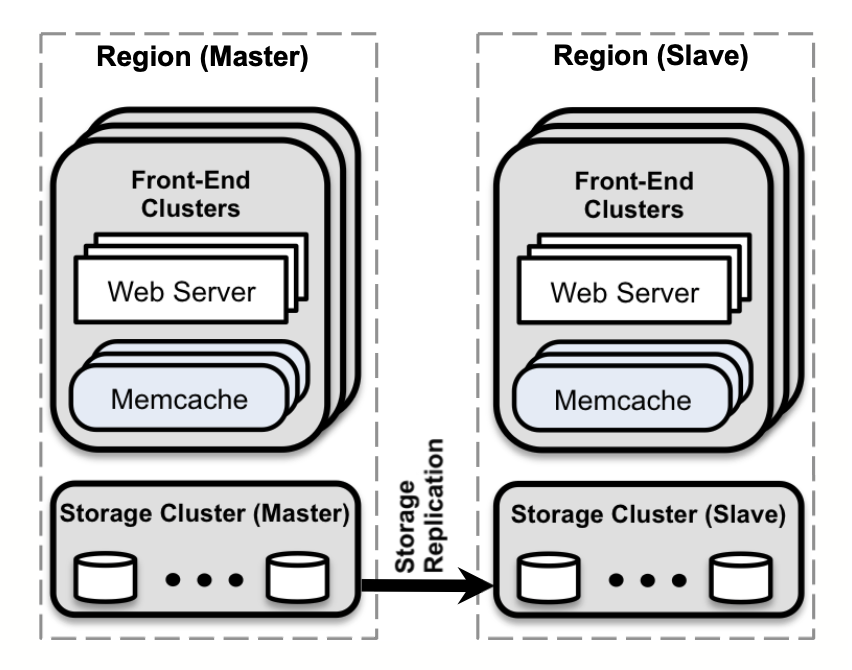 Region (Master)
Front-End
Clusters
Web Server
Memcache
Storage Cluster (Master)
Storage
Replication
Region (Slave)
Front-End
Clusters
Web Server
Memcache
Storage Cluster (Slave)